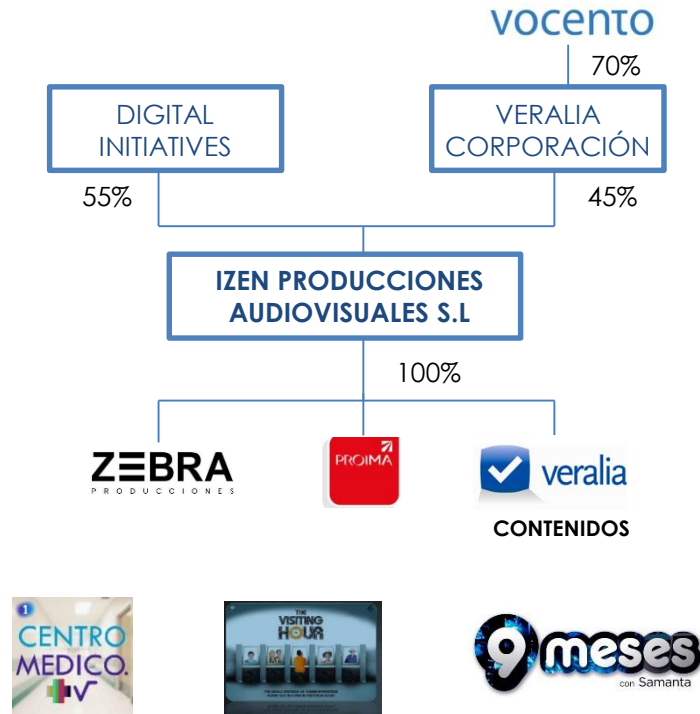 vocento
70%
DIGITAL
INITIATIVES
VERALIA
CORPORACIÓN
55%
45%
IZEN PRODUCCIONES
AUDIOVISUALES S.L
100%
ZEBRA
PRODUCCIONES
PROIMA
veralia
CONTENIDOS
1
CENTRO
MEDICO.
THE
VISITING
HOUR
9 meses
con Samanta